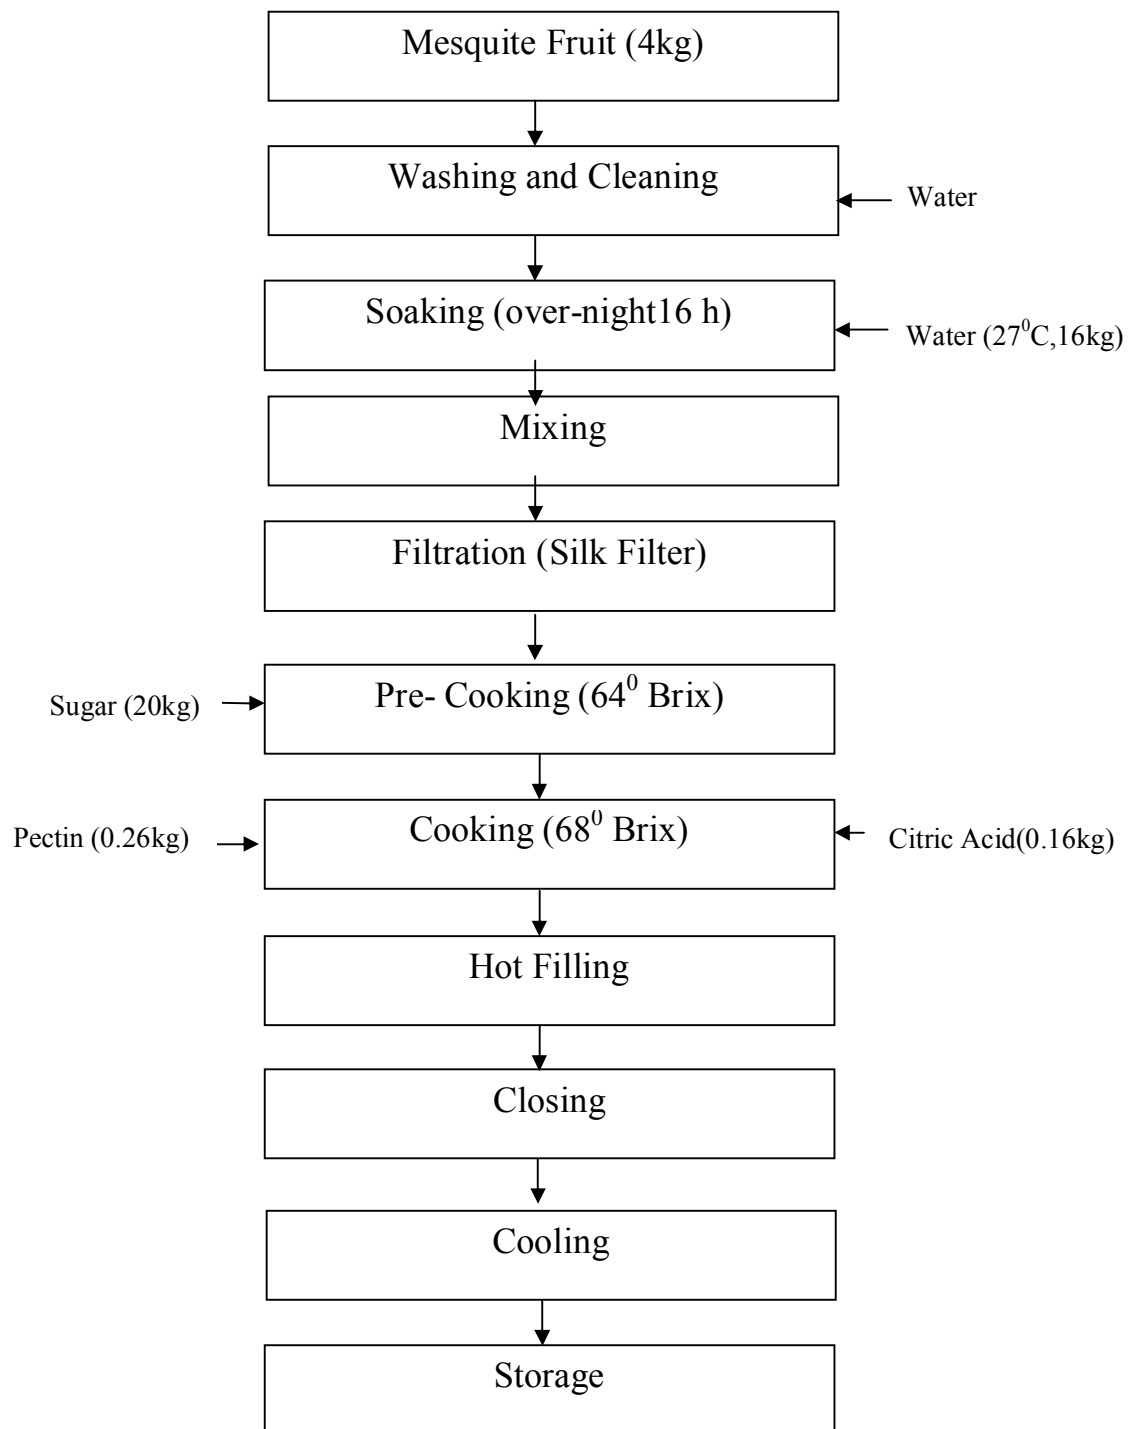 Mesquite Fruit (4kg)
Washing and Cleaning
Water
Soaking (over-night16 h)
Water (27⁰C,16kg)
Mixing
Filtration (Silk Filter)
Pre- Cooking (64⁰ Brix)
Sugar (20kg)
Cooking (68⁰ Brix)
Pectin (0.26kg)
Citric Acid(0.16kg)
Hot Filling
Closing
Cooling
Storage